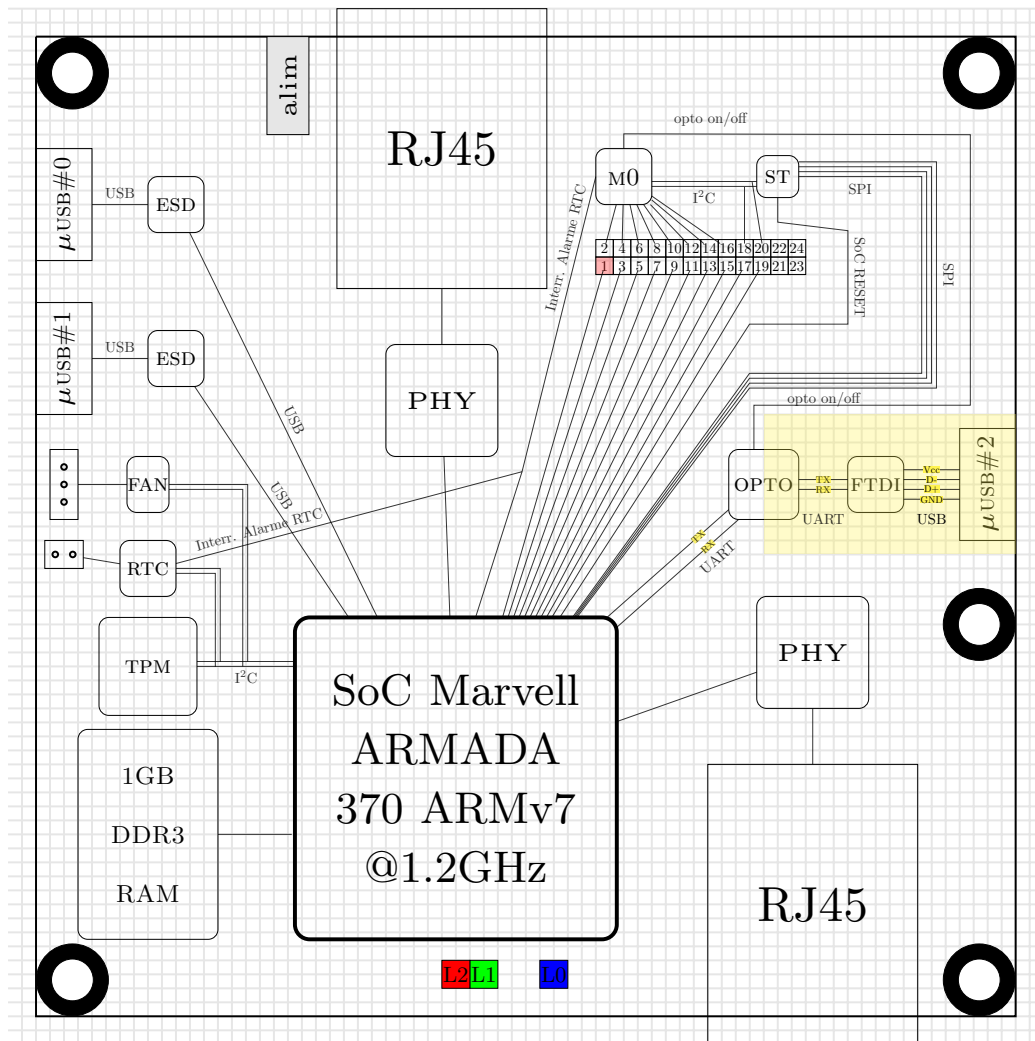 alim
RJ45
opto on/off
µUSB#0
USB
ESD
M0
ST
I²C
SPI
Interr. Alarme RTC
2 4 6 8 10 12 14 16 18 20 22 24
1 3 5 7 9 11 13 15 17 19 21 23
SoC RESET
SPI
µUSB#1
USB
ESD
PHY
USB
opto on/off
FAN
USB
Interr. Alarme RTC
OPTO
TX
RX
UART
FTDI
Vcc
D-
D+
GND
USB
µUSB#2
RTC
TX
RX
UART
TPM
I²C
PHY
SoC Marvell
ARMADA
370 ARMv7
@1.2GHz
1GB
DDR3
RAM
RJ45
L2 L1 L0